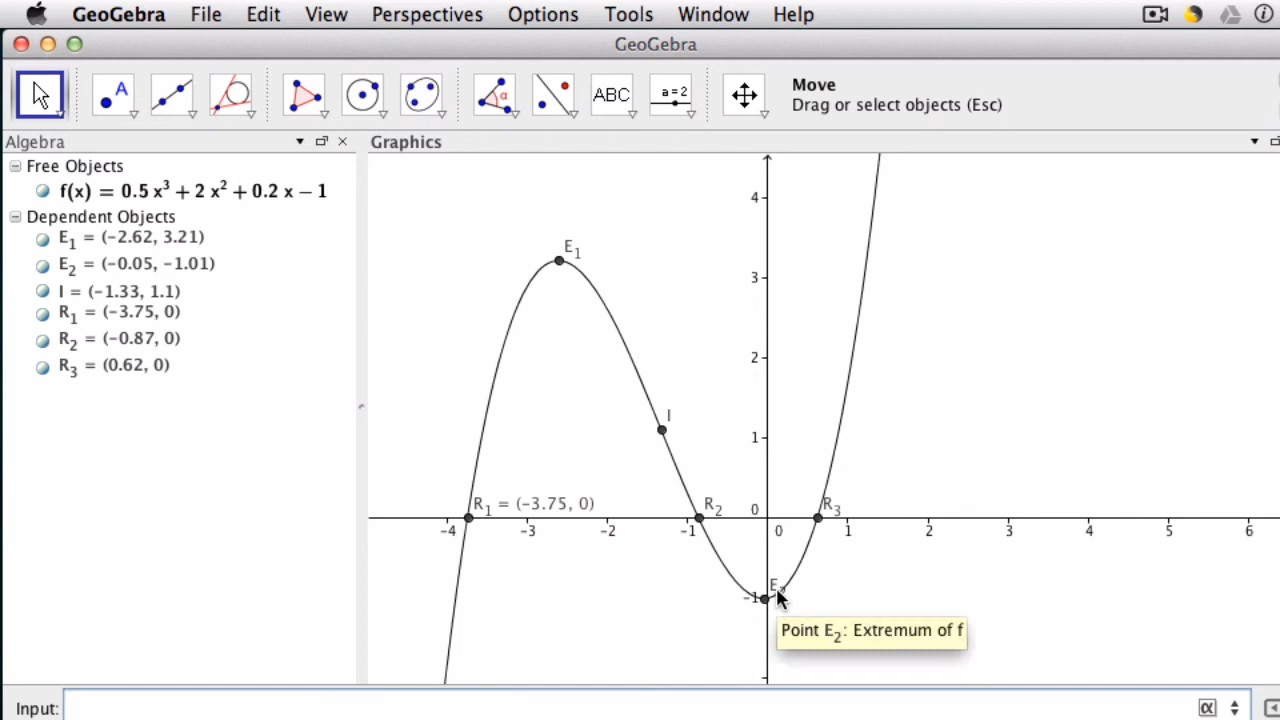 GeoGebra File Edit View Perspectives Options Tools Window Help
GeoGebra
A α ABC a = 2
Move
Drag or select objects (Esc)
Algebra
Graphics
Free Objects
f(x) = 0.5 x³ + 2 x² + 0.2 x − 1
Dependent Objects
E₁ = (−2.62, 3.21)
E₂ = (−0.05, −1.01)
I = (−1.33, 1.1)
R₁ = (−3.75, 0)
R₂ = (−0.87, 0)
R₃ = (0.62, 0)
4
E₁
3
2
I
1
R₁ = (−3.75, 0) R₂ 0 R₃
−4 −3 −2 −1 0 1 2 3 4 5 6
E
−1
Point E₂: Extremum of f
Input: α